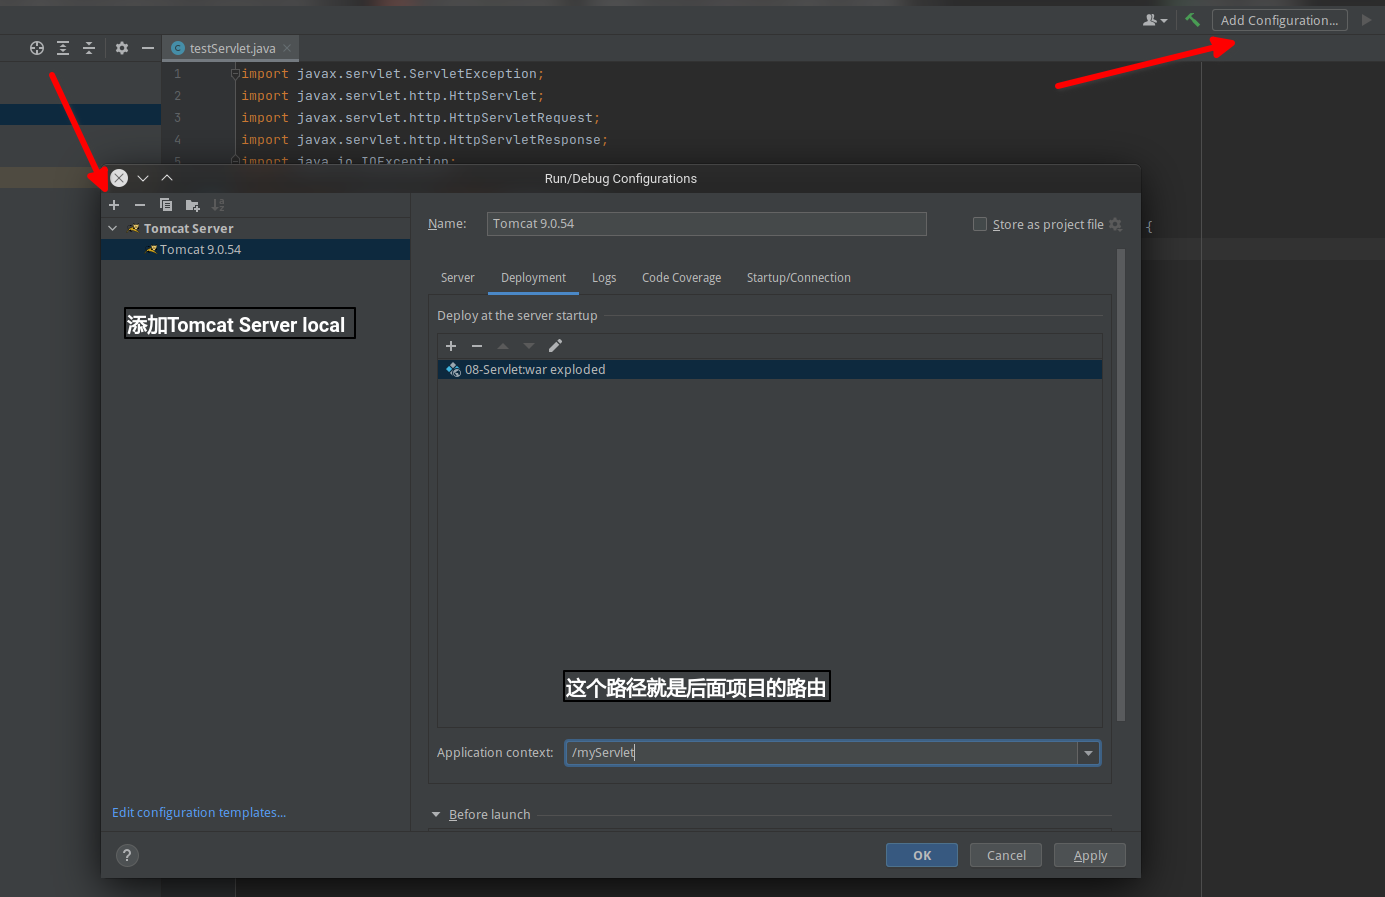 Add Configuration...
testServlet.java
1 import javax.servlet.ServletException;
2 import javax.servlet.http.HttpServlet;
3 import javax.servlet.http.HttpServletRequest;
4 import javax.servlet.http.HttpServletResponse;
5 import java.io.IOException;
Run/Debug Configurations
Tomcat Server
Tomcat 9.0.54
添加Tomcat Server local
Edit configuration templates...
Name: Tomcat 9.0.54
Store as project file
{
Server Deployment Logs Code Coverage Startup/Connection
Deploy at the server startup
08-Servlet:war exploded
这个路径就是后面项目的路由
Application context: /myServlet
Before launch
?
OK Cancel Apply